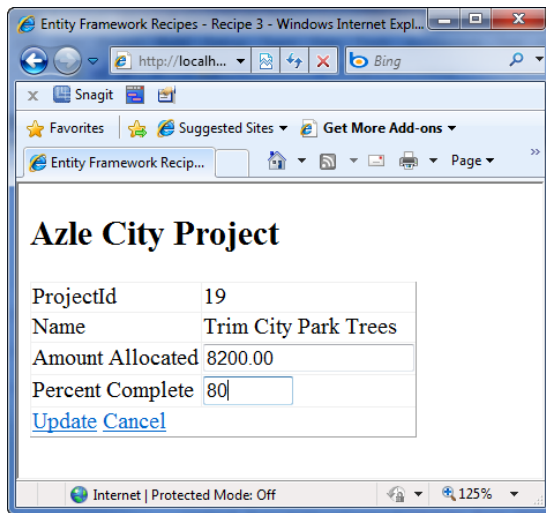 Entity Framework Recipes - Recipe 3 - Windows Internet Expl...
http://localh...
Bing
x Snagit
Favorites Suggested Sites Get More Add-ons
Entity Framework Recip... Page »
Azle City Project
ProjectId 19
Name Trim City Park Trees
Amount Allocated 8200.00
Percent Complete 80
Update Cancel
Internet | Protected Mode: Off 125%